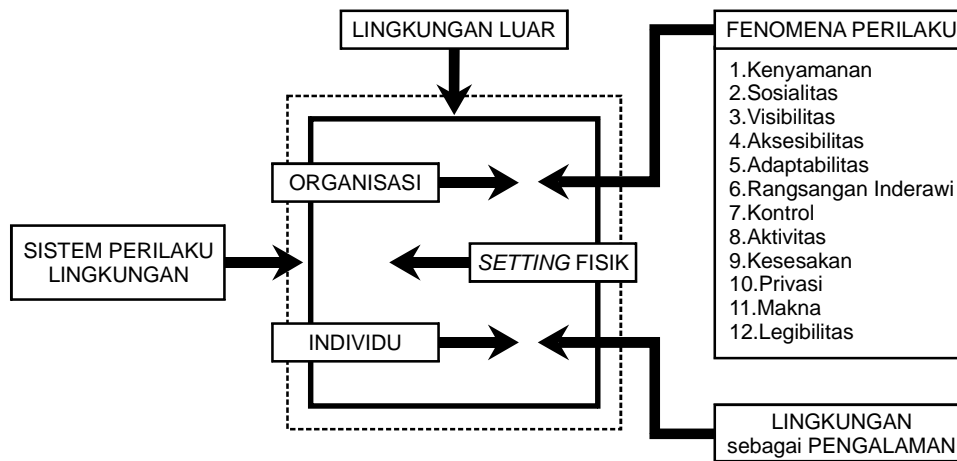 LINGKUNGAN LUAR
FENOMENA PERILAKU
1.Kenyamanan
2.Sosialitas
3.Visibilitas
4.Aksesibilitas
5.Adaptabilitas
6.Rangsangan Inderawi
7.Kontrol
8.Aktivitas
9.Kesesakan
10.Privasi
11.Makna
12.Legibilitas
ORGANISASI
SISTEM PERILAKU
LINGKUNGAN
SETTING FISIK
INDIVIDU
LINGKUNGAN
sebagai PENGALAMAN